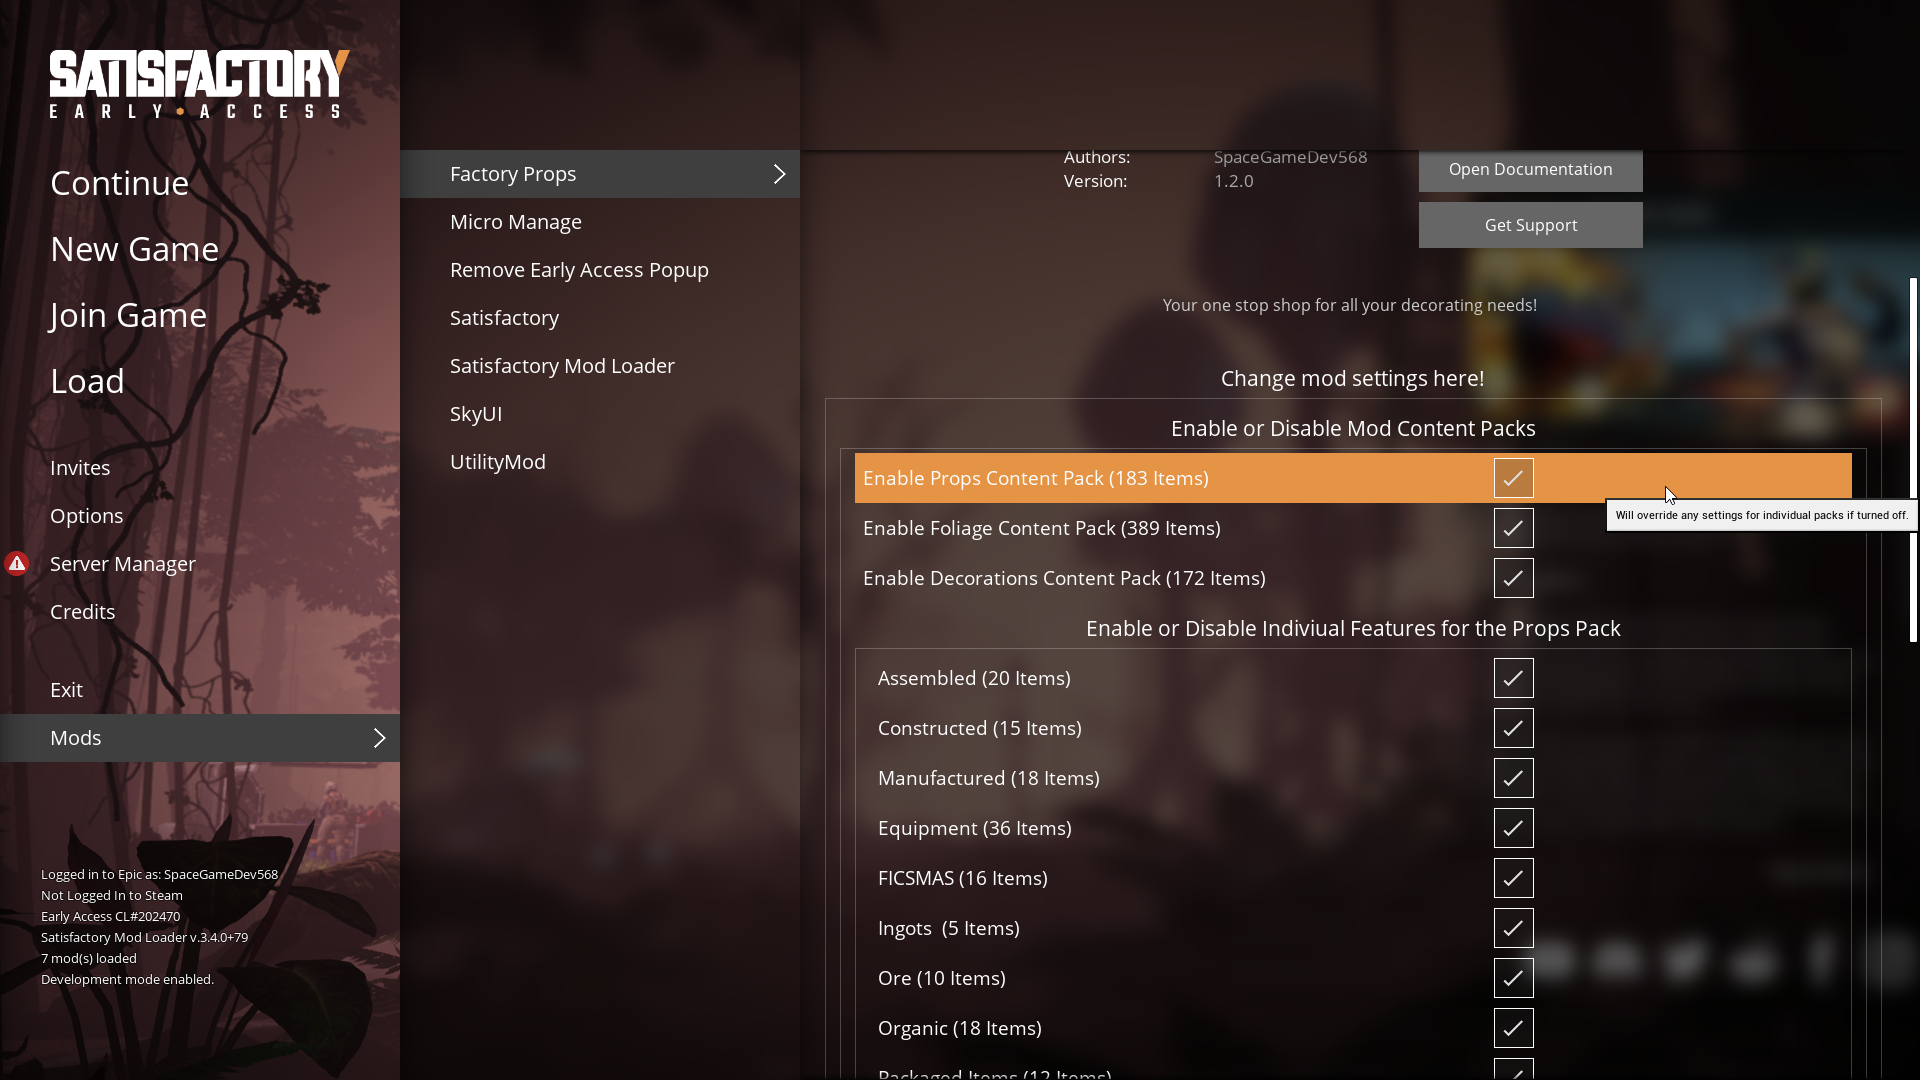 SATISFACTORY
EARLY ACCESS
Continue
New Game
Join Game
Load
Invites
Options
Server Manager
Credits
Exit
Mods
Logged in to Epic as: SpaceGameDev568
Not Logged In to Steam
Early Access CL#202470
Satisfactory Mod Loader v.3.4.0+79
7 mod(s) loaded
Development mode enabled.
Factory Props
Micro Manage
Remove Early Access Popup
Satisfactory
Satisfactory Mod Loader
SkyUI
UtilityMod
Authors: SpaceGameDev568
Version: 1.2.0
Open Documentation
Get Support
Your one stop shop for all your decorating needs!
Change mod settings here!
Enable or Disable Mod Content Packs
Enable Props Content Pack (183 Items)
Will override any settings for individual packs if turned off.
Enable Foliage Content Pack (389 Items)
Enable Decorations Content Pack (172 Items)
Enable or Disable Indiviual Features for the Props Pack
Assembled (20 Items)
Constructed (15 Items)
Manufactured (18 Items)
Equipment (36 Items)
FICSMAS (16 Items)
Ingots  (5 Items)
Ore (10 Items)
Organic (18 Items)
Packaged Items (12 Items)